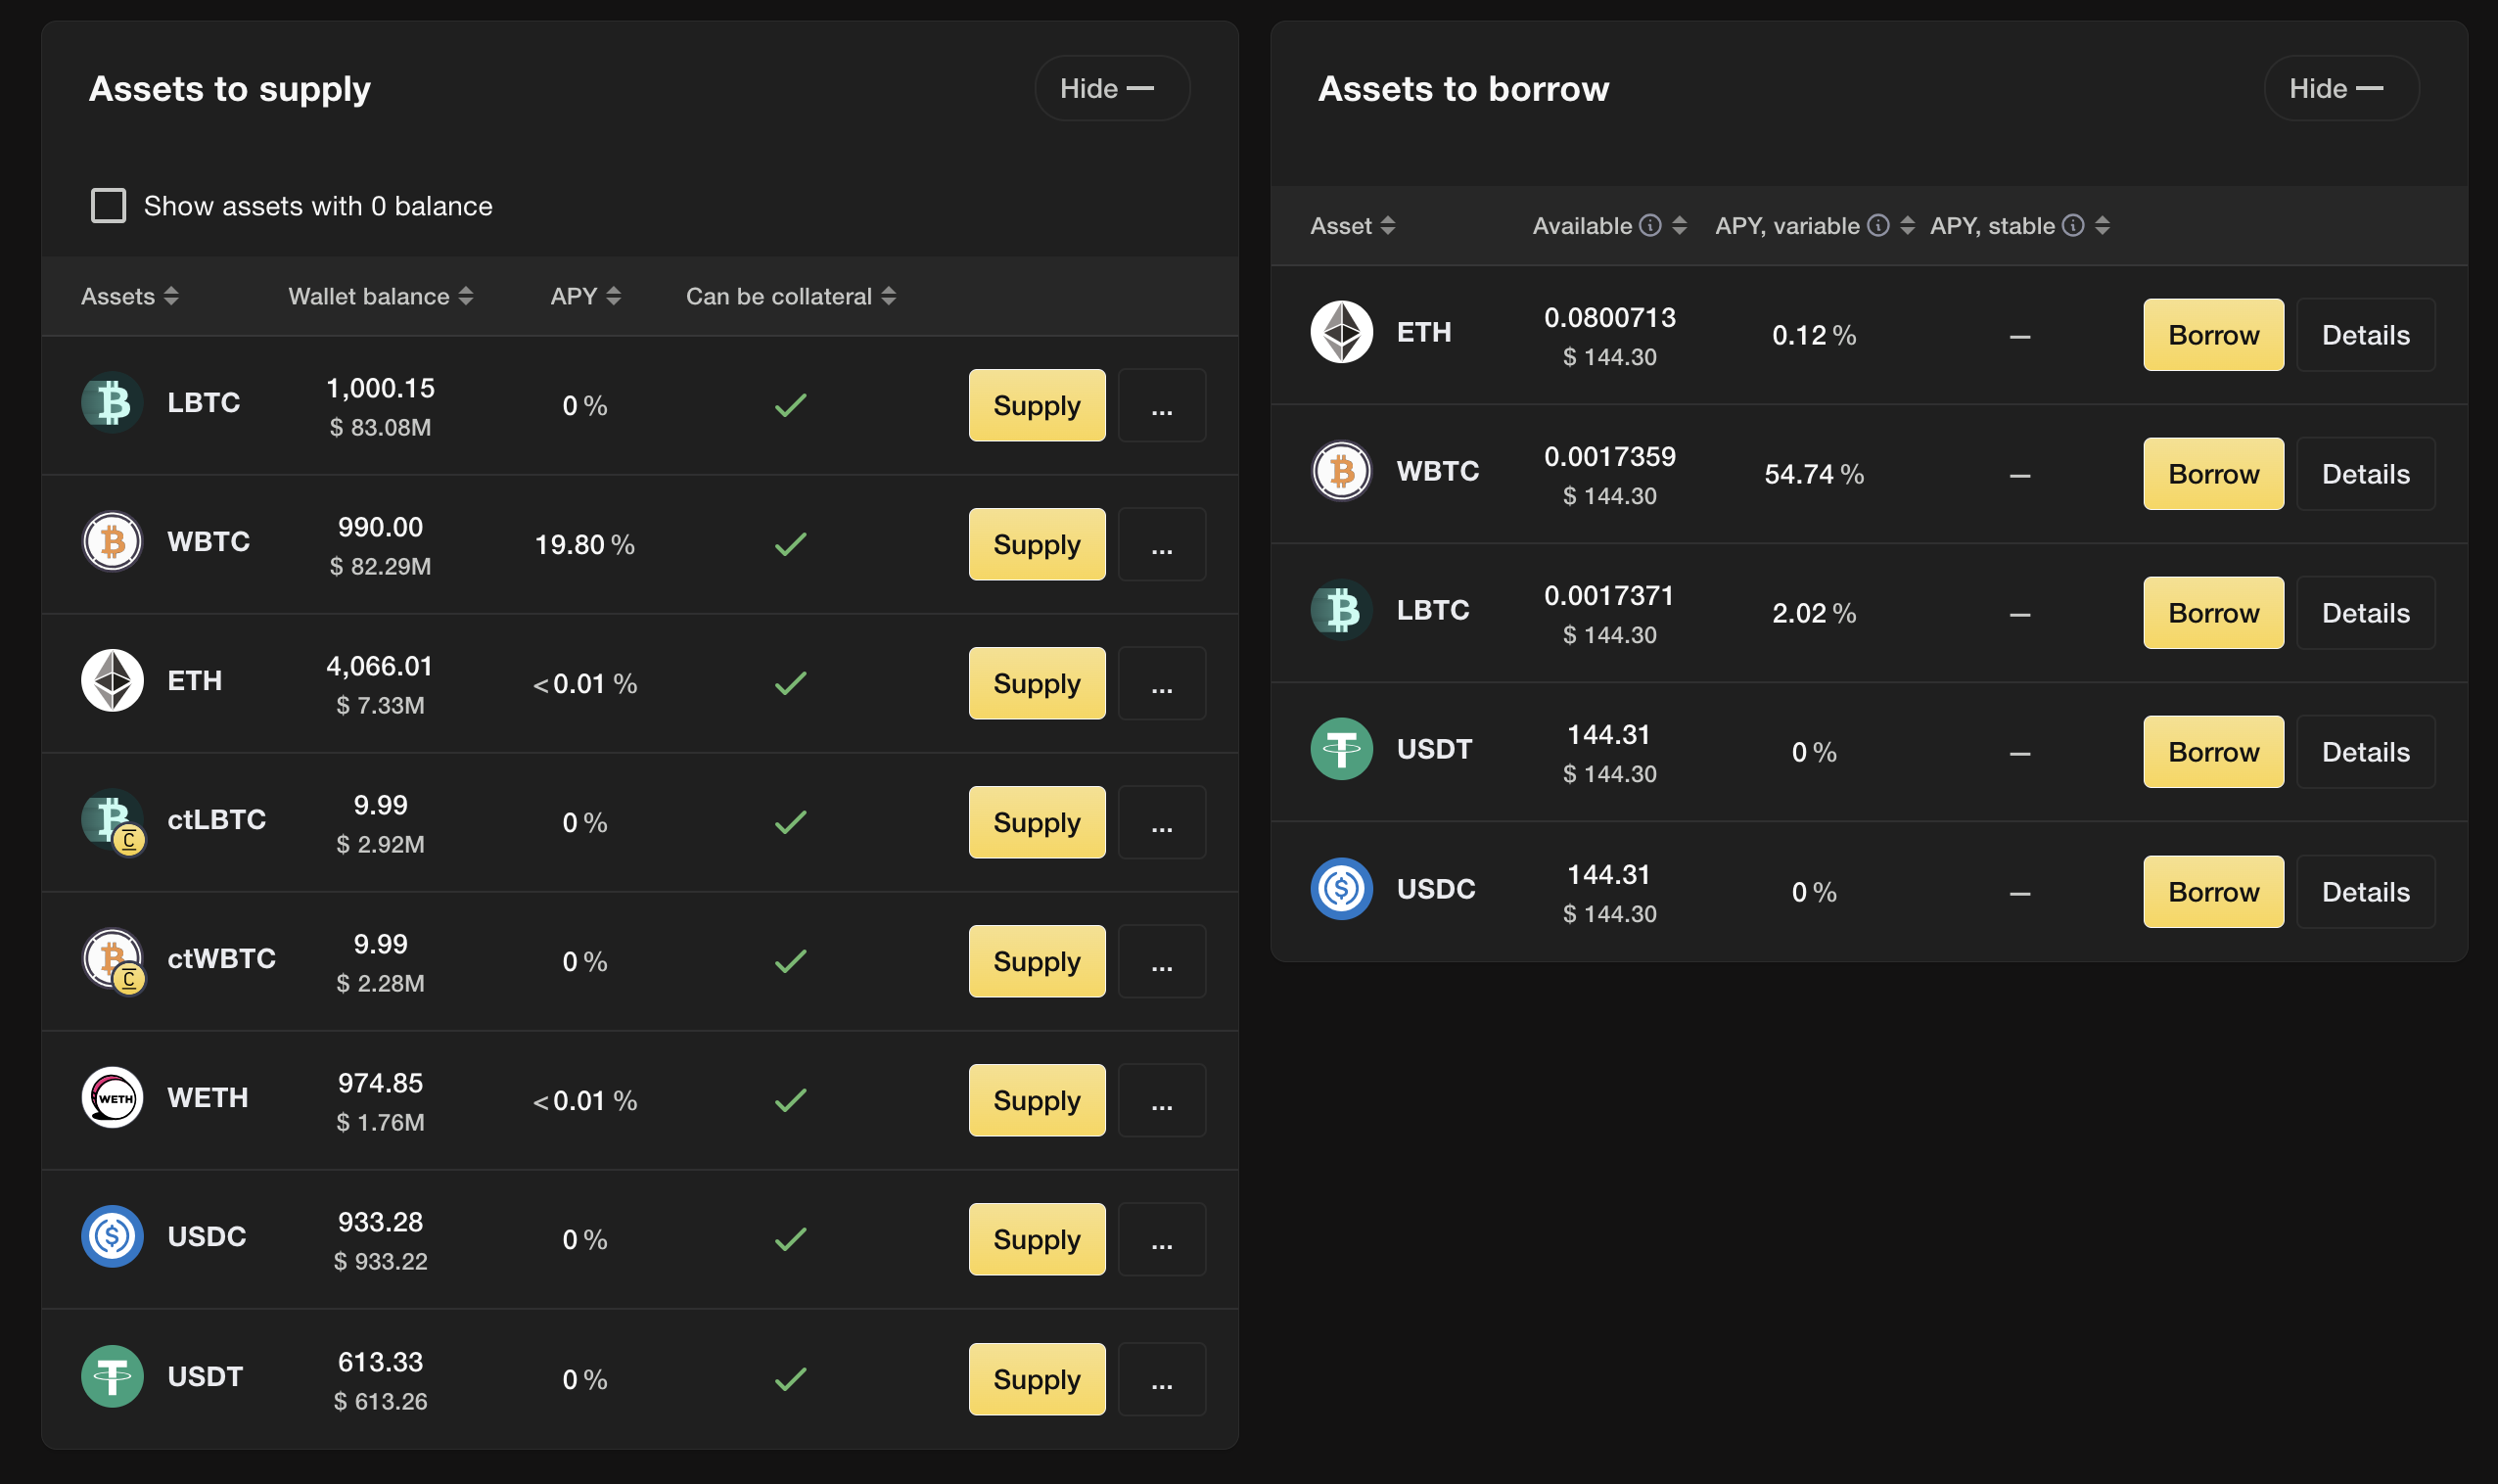 Assets to supply
Hide —
Show assets with 0 balance
Assets Wallet balance APY Can be collateral
LBTC 1,000.15 0 % Supply ...
$ 83.08M
WBTC 990.00 19.80 % Supply ...
$ 82.29M
ETH 4,066.01 <0.01 % Supply ...
$ 7.33M
ctLBTC 9.99 0 % Supply ...
$ 2.92M
ctWBTC 9.99 0 % Supply ...
$ 2.28M
WETH 974.85 <0.01 % Supply ...
$ 1.76M
USDC 933.28 0 % Supply ...
$ 933.22
USDT 613.33 0 % Supply ...
$ 613.26
Assets to borrow
Hide —
Asset Available APY, variable APY, stable
ETH 0.0800713 0.12 % — Borrow Details
$ 144.30
WBTC 0.0017359 54.74 % — Borrow Details
$ 144.30
LBTC 0.0017371 2.02 % — Borrow Details
$ 144.30
USDT 144.31 0 % — Borrow Details
$ 144.30
USDC 144.31 0 % — Borrow Details
$ 144.30